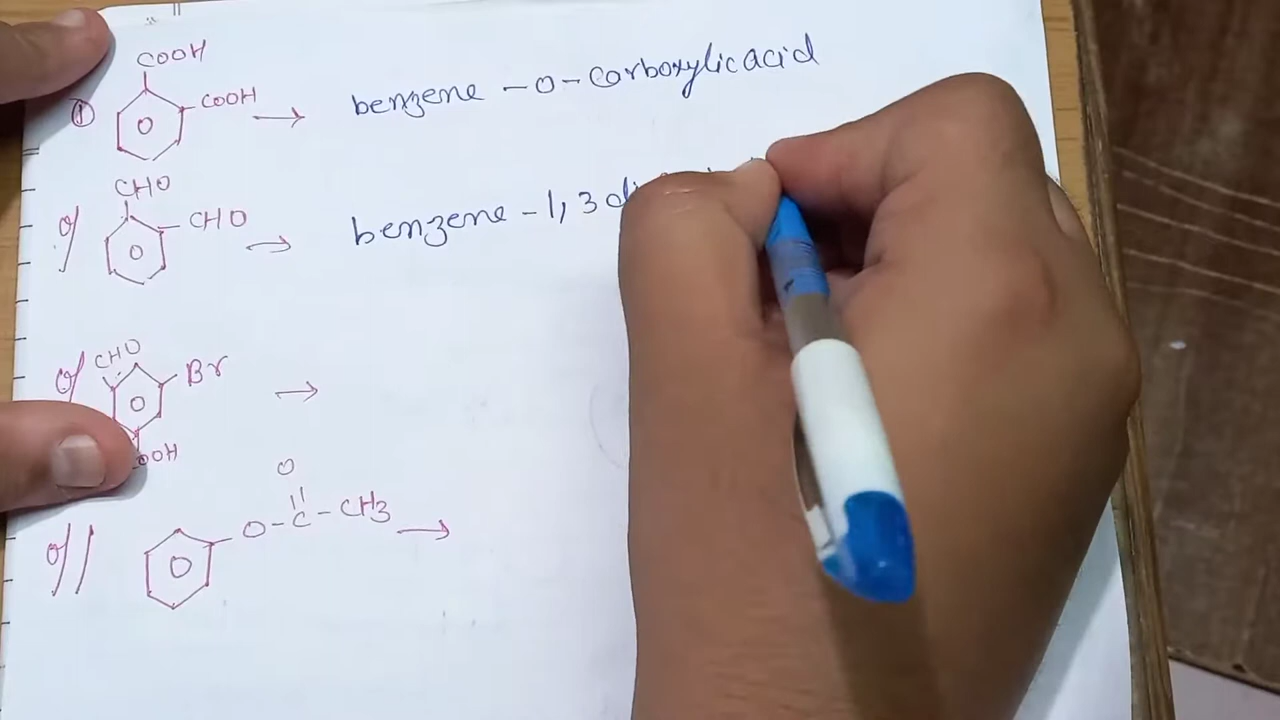 COOH
① COOH → benzene - o - Carboxylic acid
CHO
CHO → benzene - 1, 3
CHO
Br →
OOH
O
O - C - CH3 →